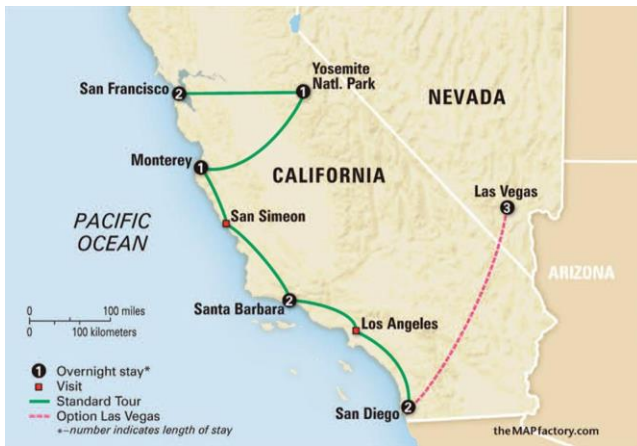 Yosemite
Natl. Park
San Francisco
2
1
NEVADA
Monterey
1
CALIFORNIA
Las Vegas
3
San Simeon
PACIFIC
OCEAN
ARIZONA
Santa Barbara
2
0 100 miles
0 100 kilometers
Los Angeles
1 Overnight stay*
Visit
Standard Tour
Option Las Vegas
*–number indicates length of stay
San Diego
2
theMAPfactory.com